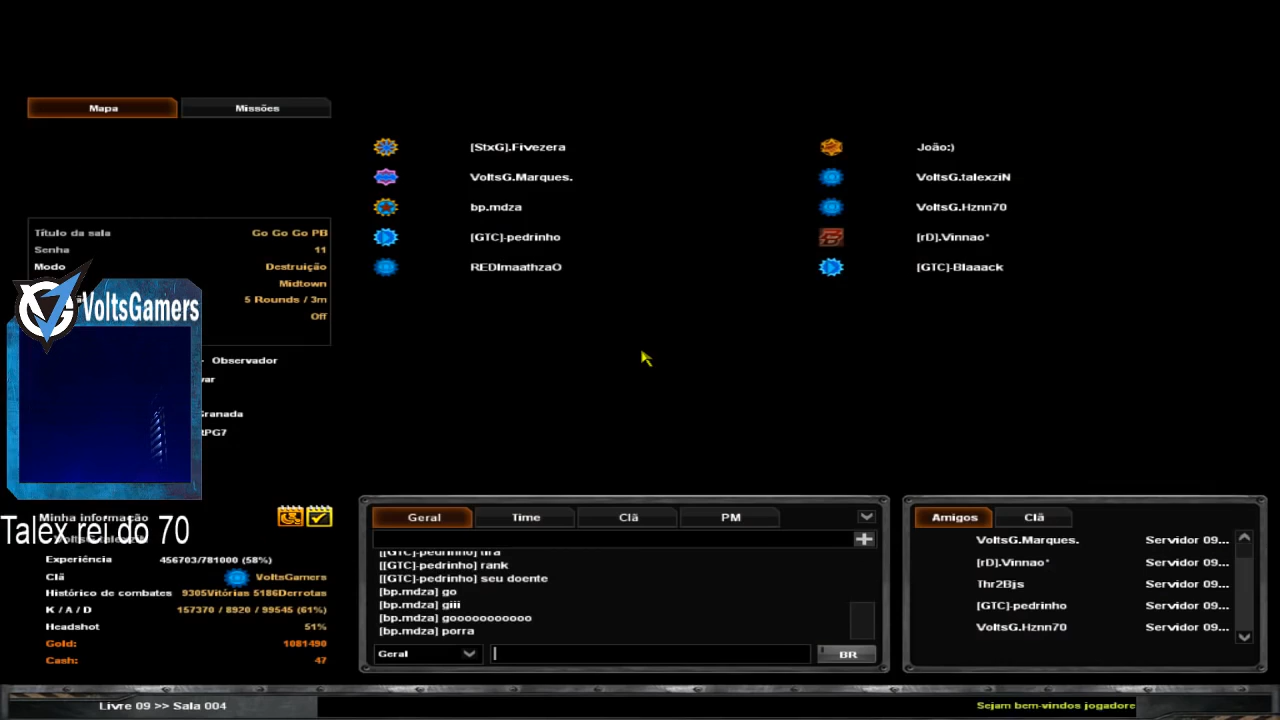 Mapa
Missões
[StxG].Fivezera
VoltsG.Marques.
bp.mdza
[GTC]-pedrinho
REDImaathzaO
João:)
VoltsG.talexziN
VoltsG.Hznn70
[rD].Vinnao*
[GTC]-Blaaack
Título da sala Go Go Go PB
Senha 11
Modo Destruição
Midtown
5 Rounds / 3m
Off
VoltsGamers
Observador
Granada
RPG7
Minha informação
Talex rei do 70
Experiência 456703/781000 (58%)
Clã VoltsGamers
Histórico de combates 9305Vitórias 5186Derrotas
K / A / D 157370 / 8920 / 99545 (61%)
Headshot 51%
Gold: 1081490
Cash: 47
Geral
Time
Clã
PM
[[GTC]-pedrinho] tira
[[GTC]-pedrinho] rank
[[GTC]-pedrinho] seu doente
[bp.mdza] go
[bp.mdza] giii
[bp.mdza] gooooooooooo
[bp.mdza] porra
Geral
BR
Amigos
Clã
VoltsG.Marques. Servidor 09...
[rD].Vinnao* Servidor 09...
Thr2Bjs Servidor 09...
[GTC]-pedrinho Servidor 09...
VoltsG.Hznn70 Servidor 09...
Livre 09 >> Sala 004
Sejam bem-vindos jogadore